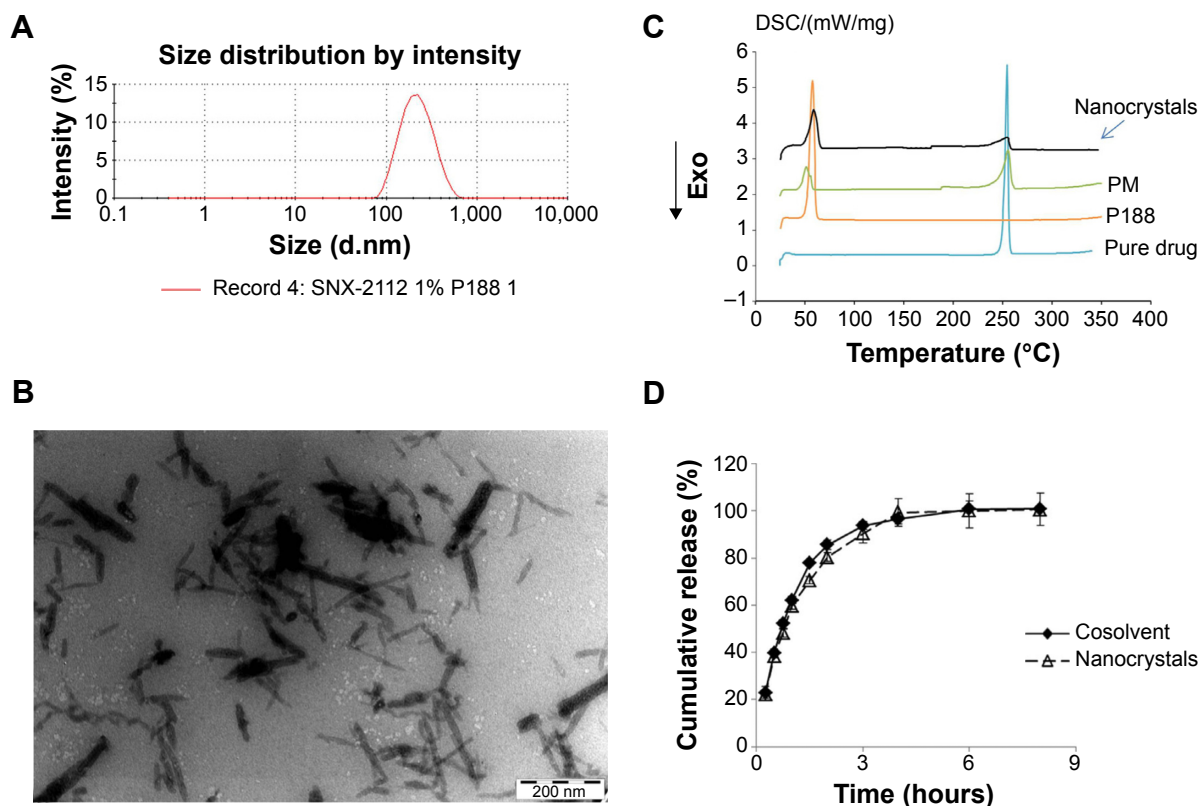 A
Size distribution by intensity
Intensity (%)
15
10
5
0
0.1 1 10 100 1,000 10,000
Size (d.nm)
Record 4: SNX-2112 1% P188 1
B
200 nm
C
DSC/(mW/mg)
6
5
4
3
2
1
0
–1
Exo
Nanocrystals
PM
P188
Pure drug
0 50 100 150 200 250 300 350 400
Temperature (°C)
D
Cumulative release (%)
120
100
80
60
40
20
0
0 3 6 9
Time (hours)
Cosolvent
Nanocrystals